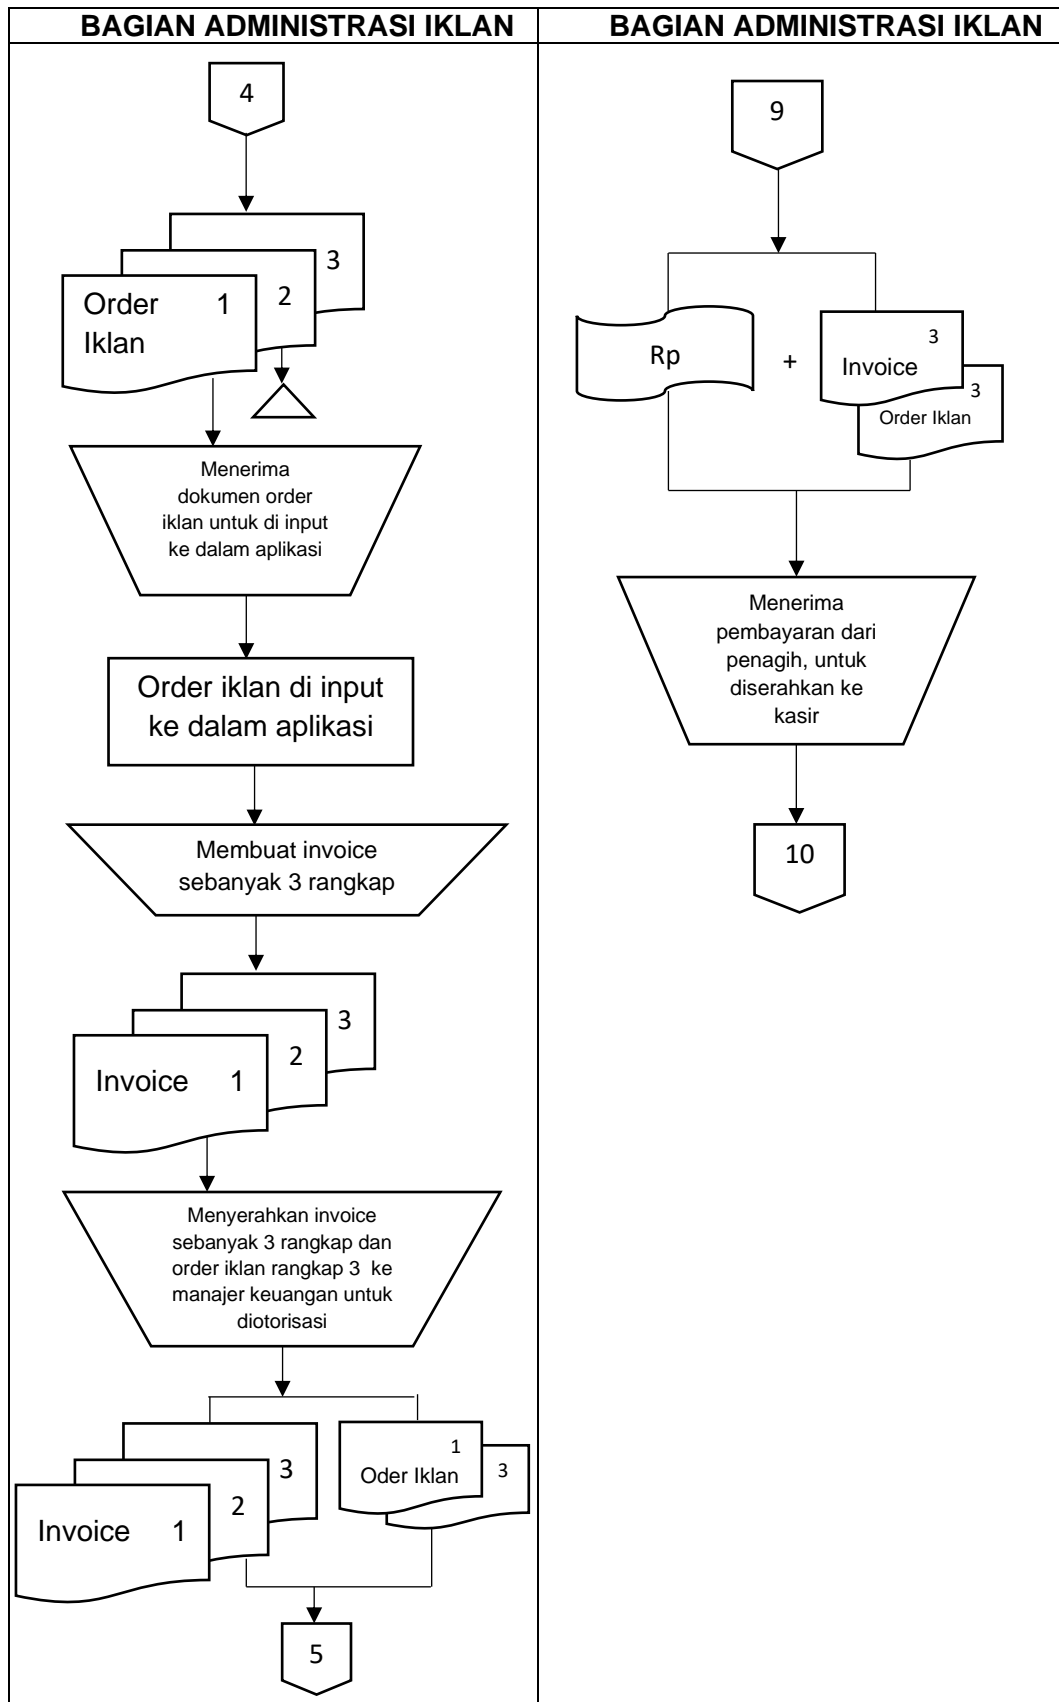 BAGIAN ADMINISTRASI IKLAN
4
3
2
Order 1
Iklan
Menerima
dokumen order
iklan untuk di input
ke dalam aplikasi
Order iklan di input
ke dalam aplikasi
Membuat invoice
sebanyak 3 rangkap
3
2
Invoice 1
Menyerahkan invoice
sebanyak 3 rangkap dan
order iklan rangkap 3 ke
manajer keuangan untuk
diotorisasi
3
2
Invoice 1
1
Oder Iklan
3
5
BAGIAN ADMINISTRASI IKLAN
9
Rp
+
3
Invoice
3
Order Iklan
Menerima
pembayaran dari
penagih, untuk
diserahkan ke
kasir
10